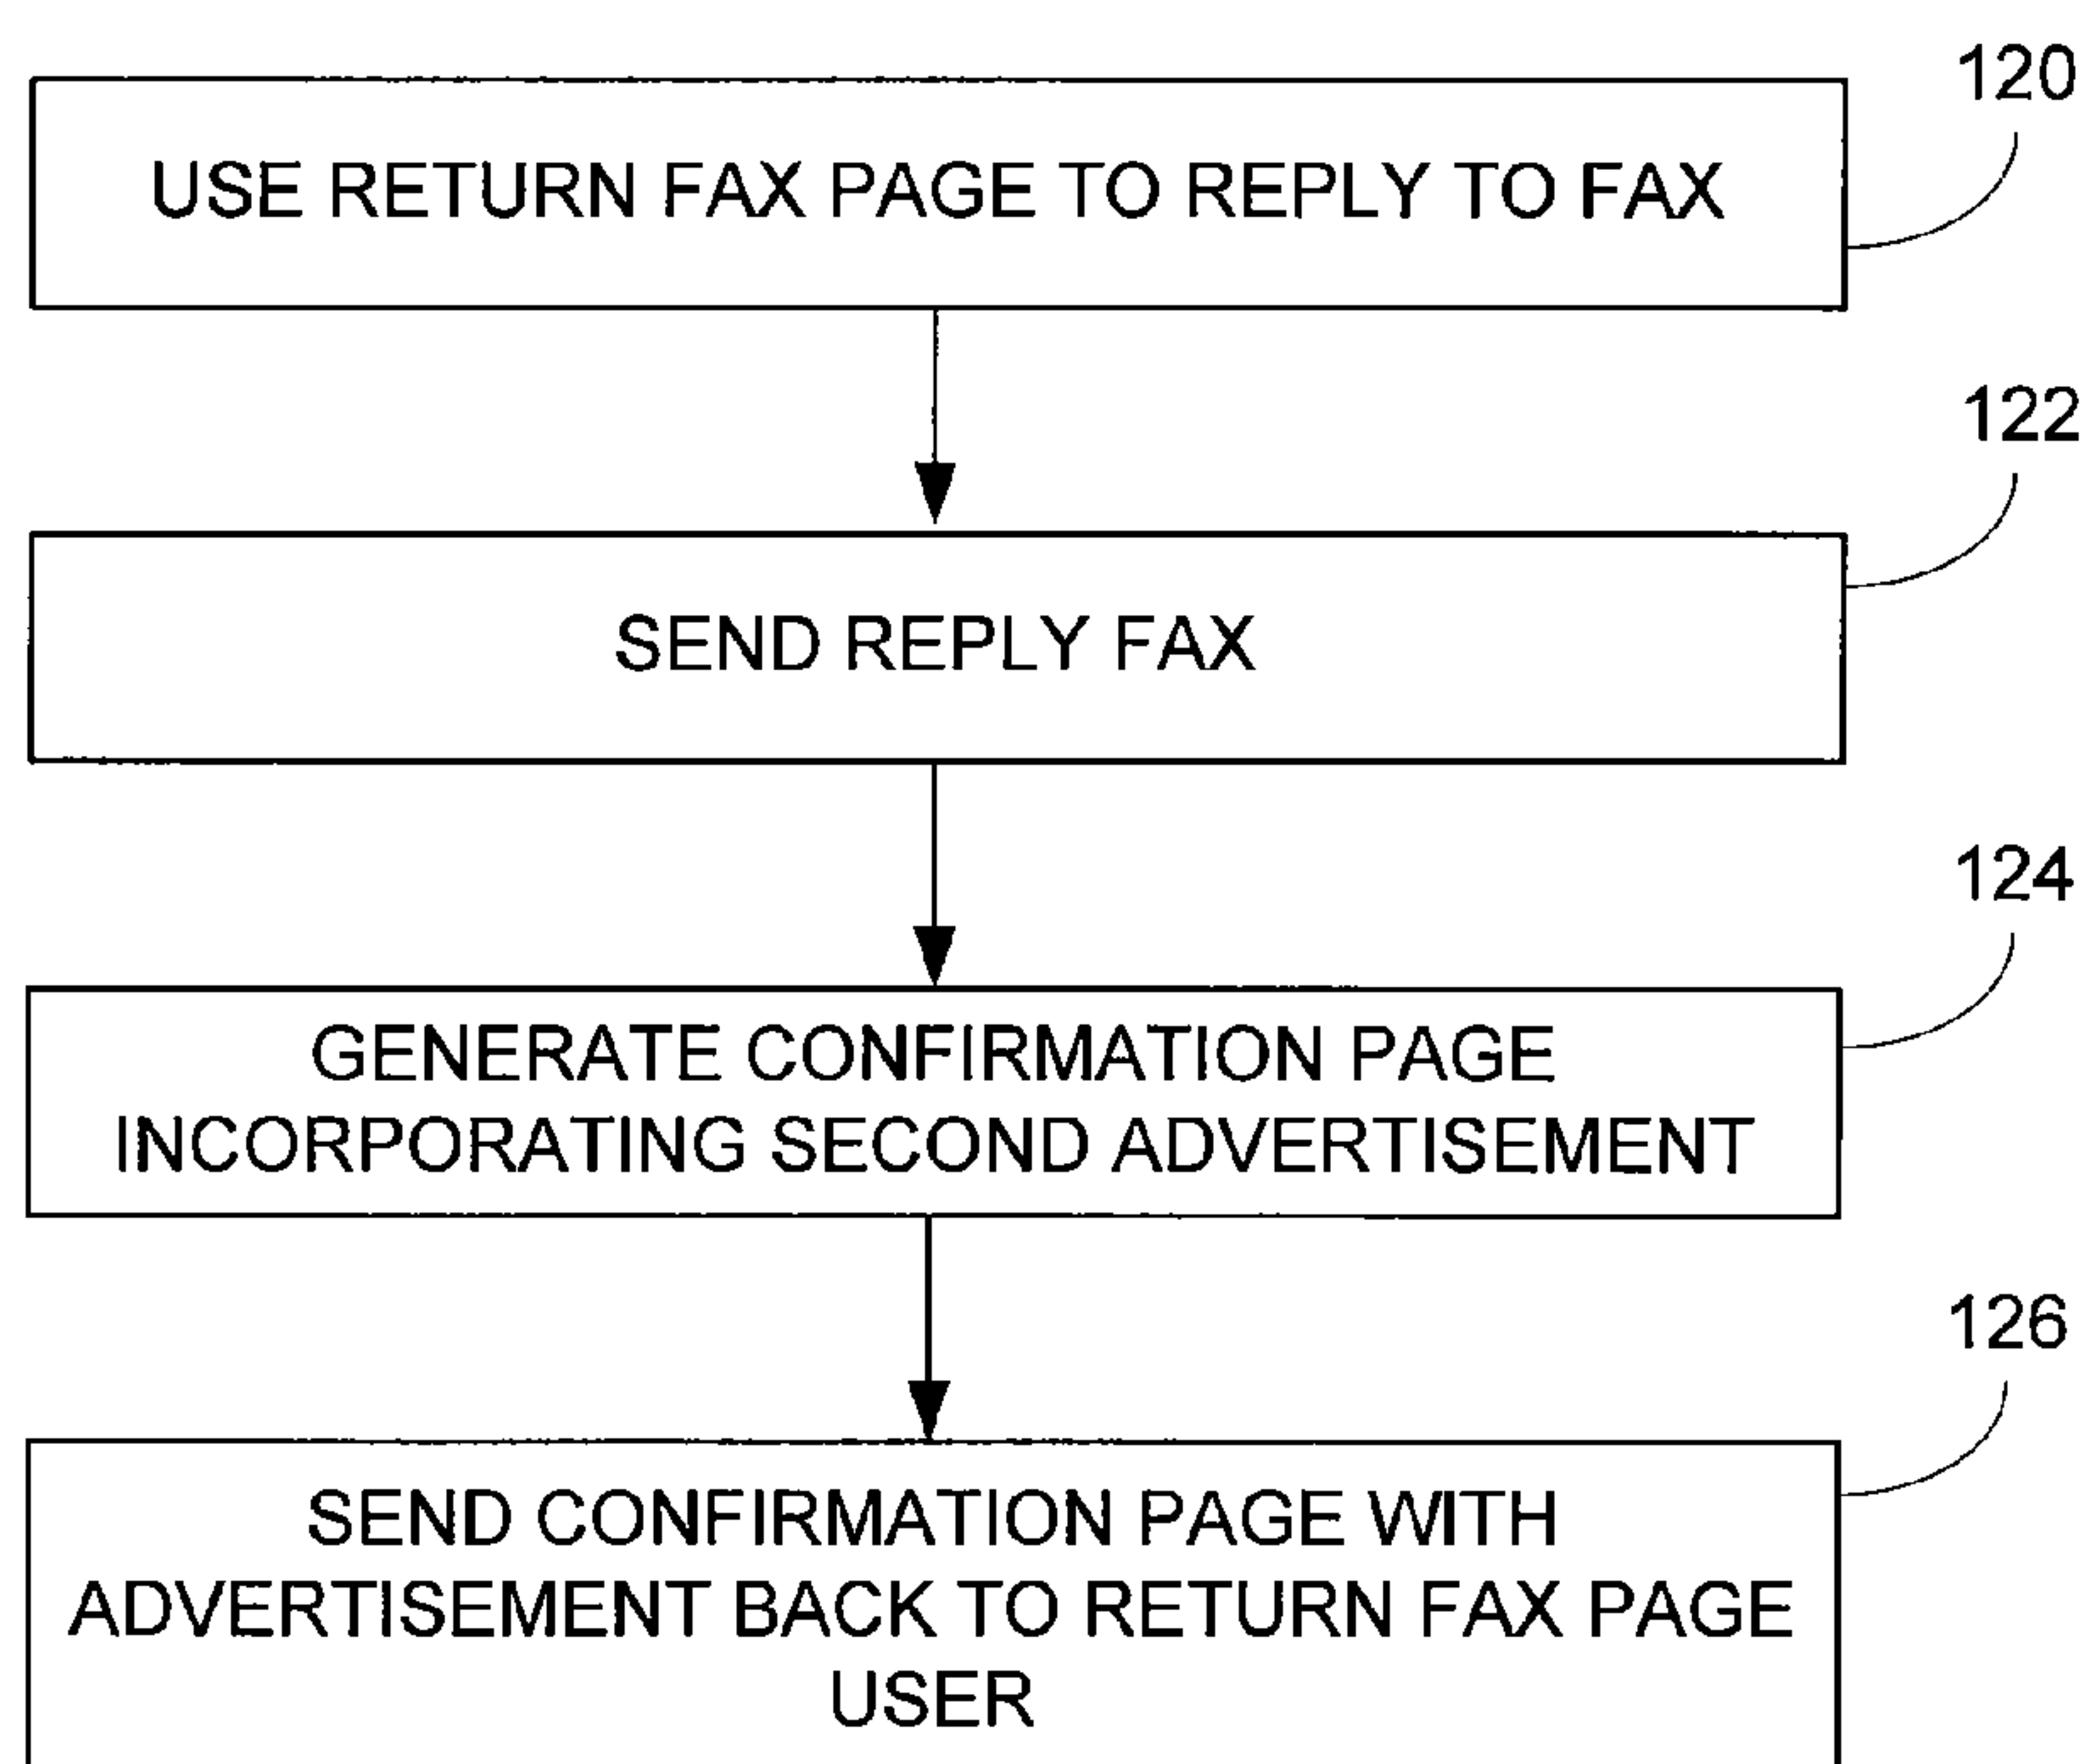 120
USE RETURN FAX PAGE TO REPLY TO FAX
122
SEND REPLY FAX
124
GENERATE CONFIRMATION PAGE
INCORPORATING SECOND ADVERTISEMENT
126
SEND CONFIRMATION PAGE WITH
ADVERTISEMENT BACK TO RETURN FAX PAGE
USER